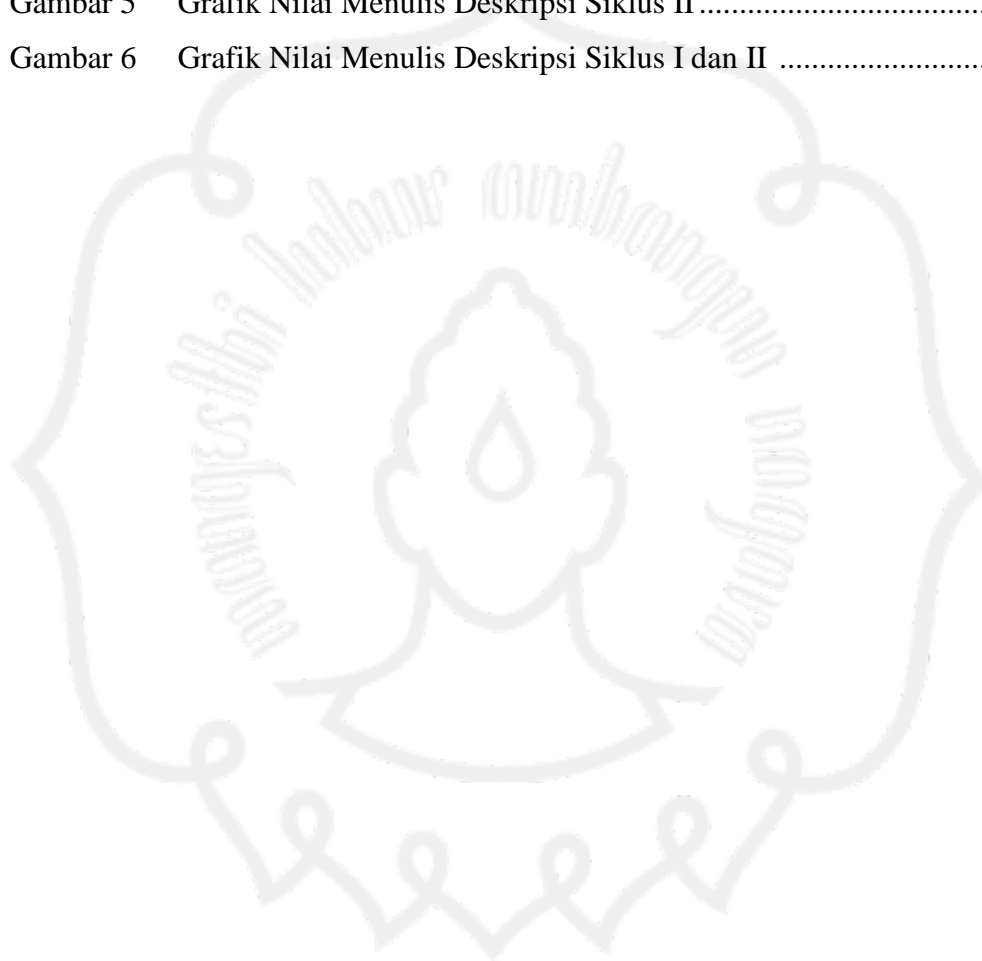 Gambar 5 Grafik Nilai Menulis Deskripsi Siklus II....................................
Gambar 6 Grafik Nilai Menulis Deskripsi Siklus I dan II ..........................